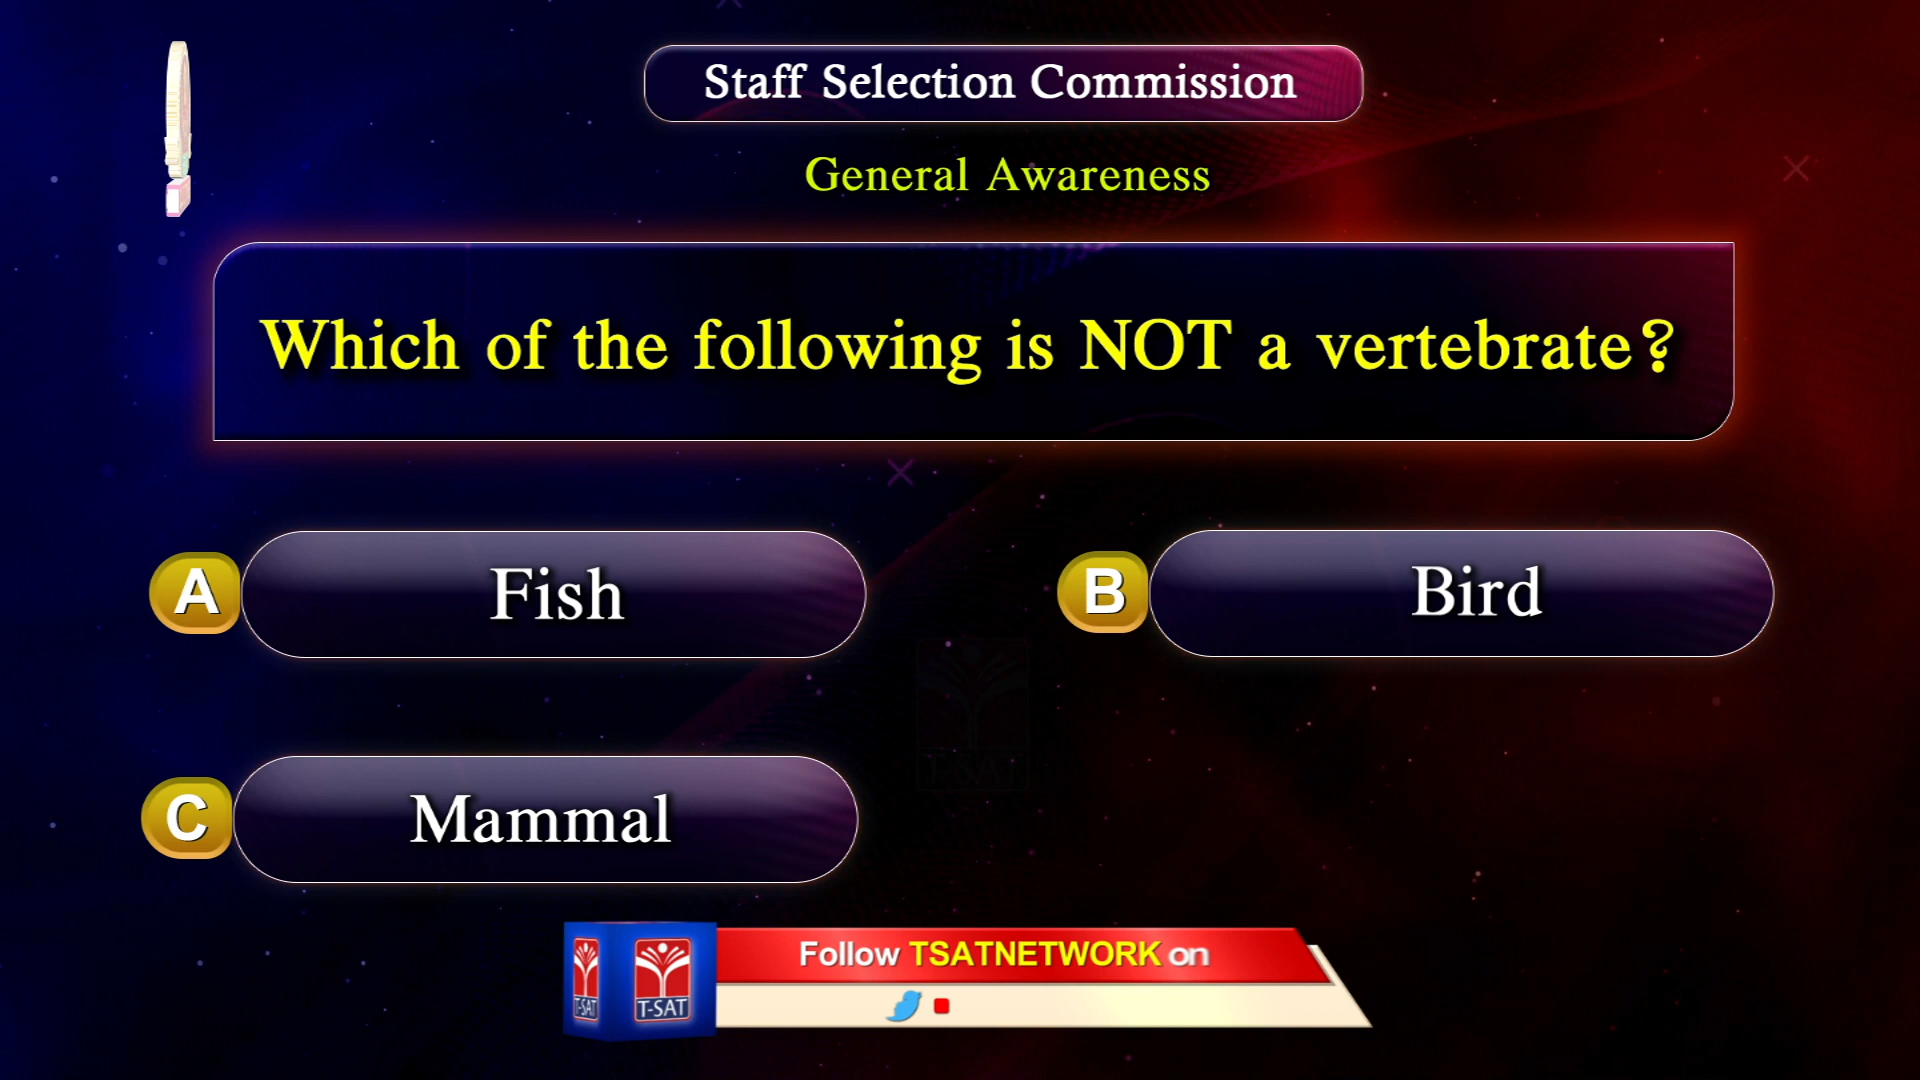 Staff Selection Commission
General Awareness
Which of the following is NOT a vertebrate?
A Fish
B Bird
C Mammal
T-SAT
Follow TSATNETWORK on
T-SAT T-SAT